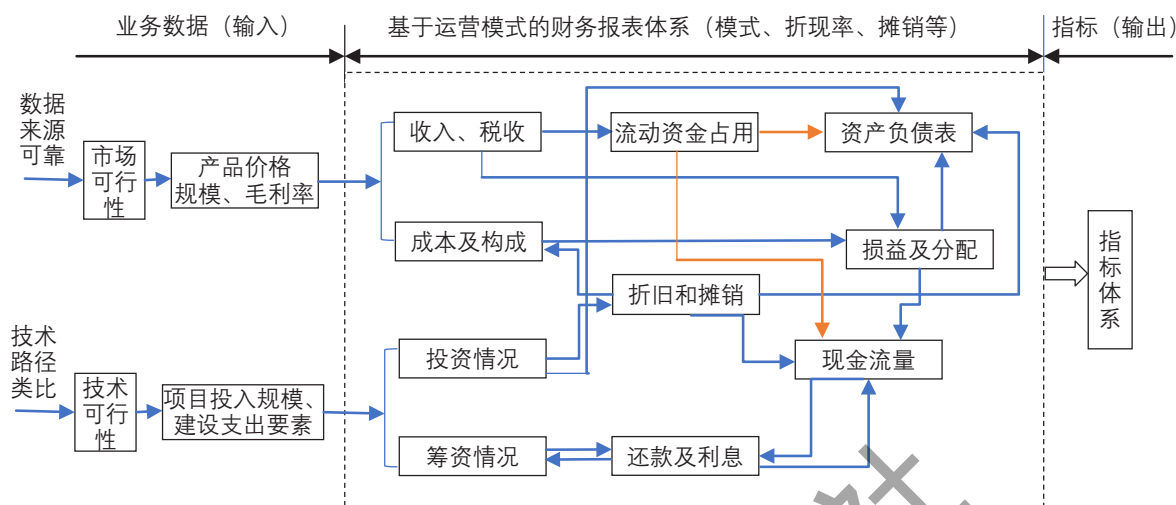 业务数据（输入）
基于运营模式的财务报表体系（模式、折现率、摊销等）
指标（输出）
数据
来源
可靠
市场
可行
性
产品价格
规模、毛利率
收入、税收
流动资金占用
资产负债表
成本及构成
损益及分配
折旧和摊销
指
标
体
系
技术
路径
类比
技术
可行
性
项目投入规模、
建设支出要素
投资情况
现金流量
筹资情况
还款及利息